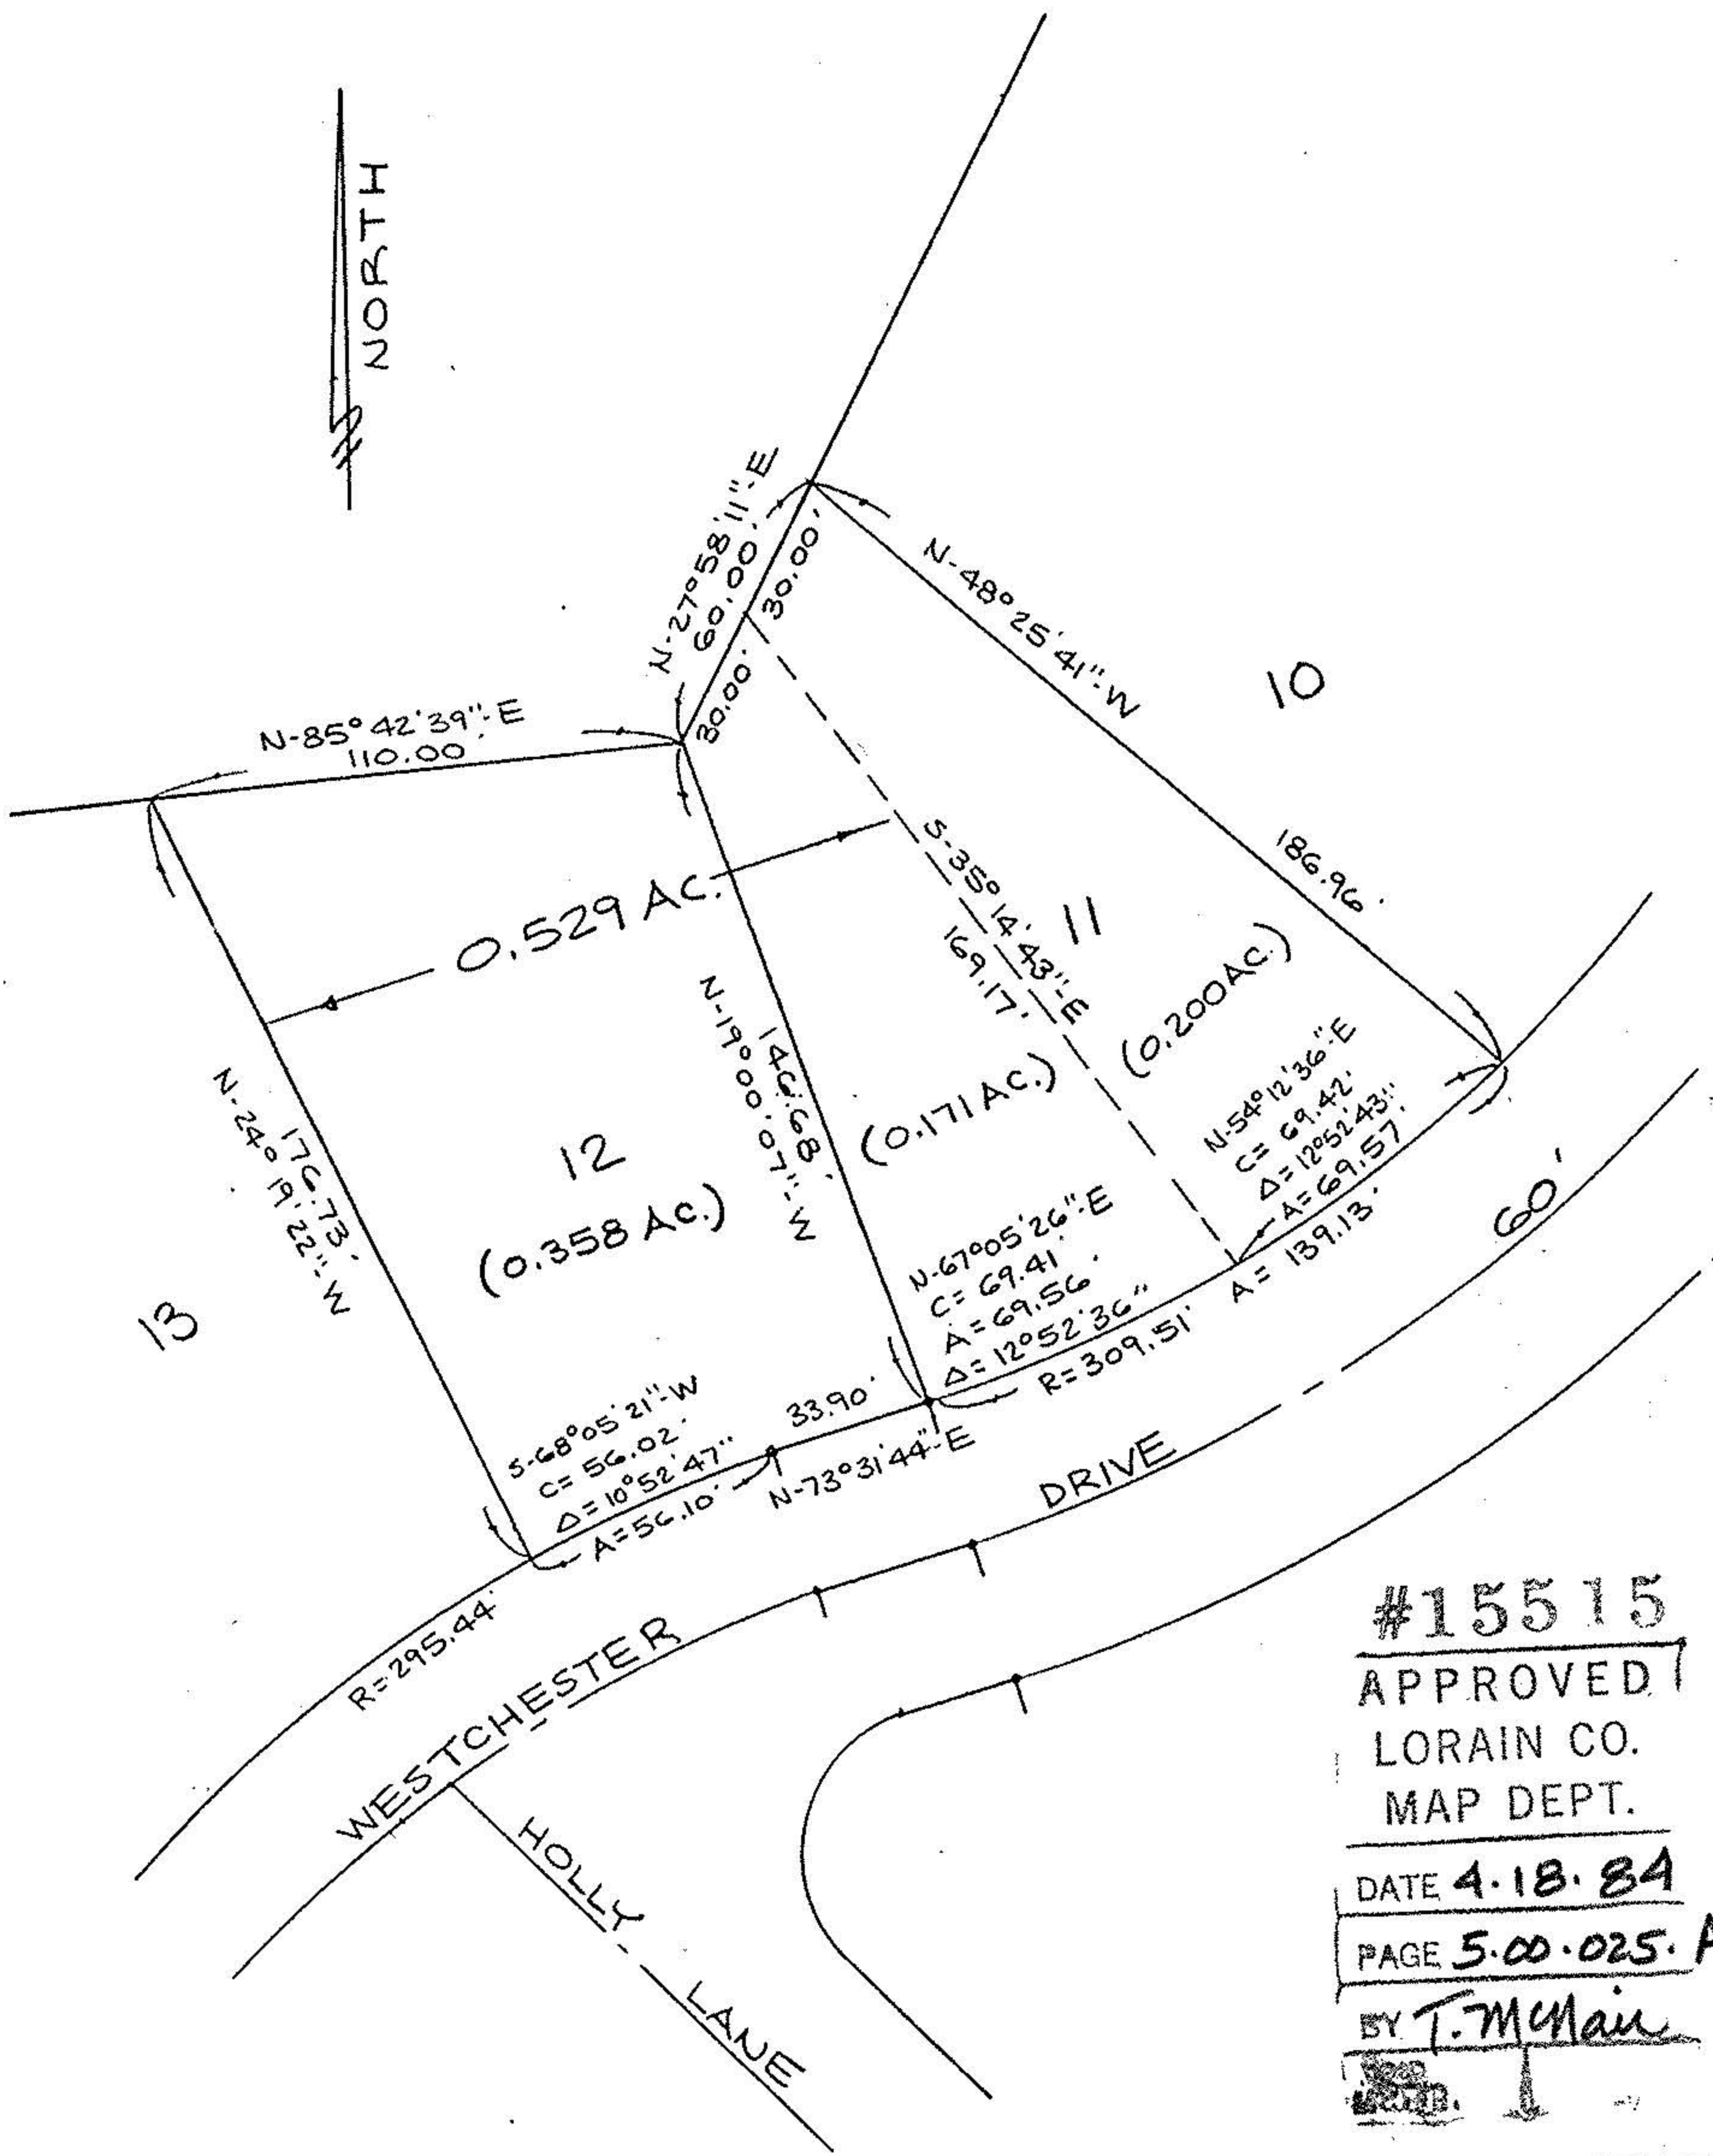 NORTH
N-27°58'11"-E
60.00'
30.00'
30.00'
N-48°25'41"-W
186.96'
10
N-85°42'39"-E
110.00'
0.529 AC.
S-35°14'43"-E
169.17'
11
(0.200 AC.)
146.68'
N-19°00'07"-W
(0.171 AC.)
176.73'
N-24°19'22"-W
12
(0.358 AC.)
13
N-54°12'36"-E
C= 69.42'
Δ= 12°52'43"
A= 69.57'
A= 139.13'
60'
N-67°05'26"-E
C= 69.41'
A= 69.56'
Δ= 12°52'36"
R= 309.51'
S-68°05'21"-W
C= 56.02'
Δ= 10°52'47"
A= 56.10'
33.90'
N-73°31'44"-E
R=295.44'
WESTCHESTER DRIVE
HOLLY LANE
#15515
APPROVED
LORAIN CO.
MAP DEPT.
DATE 4.18.84
PAGE 5.00.025. A
BY T. McNair